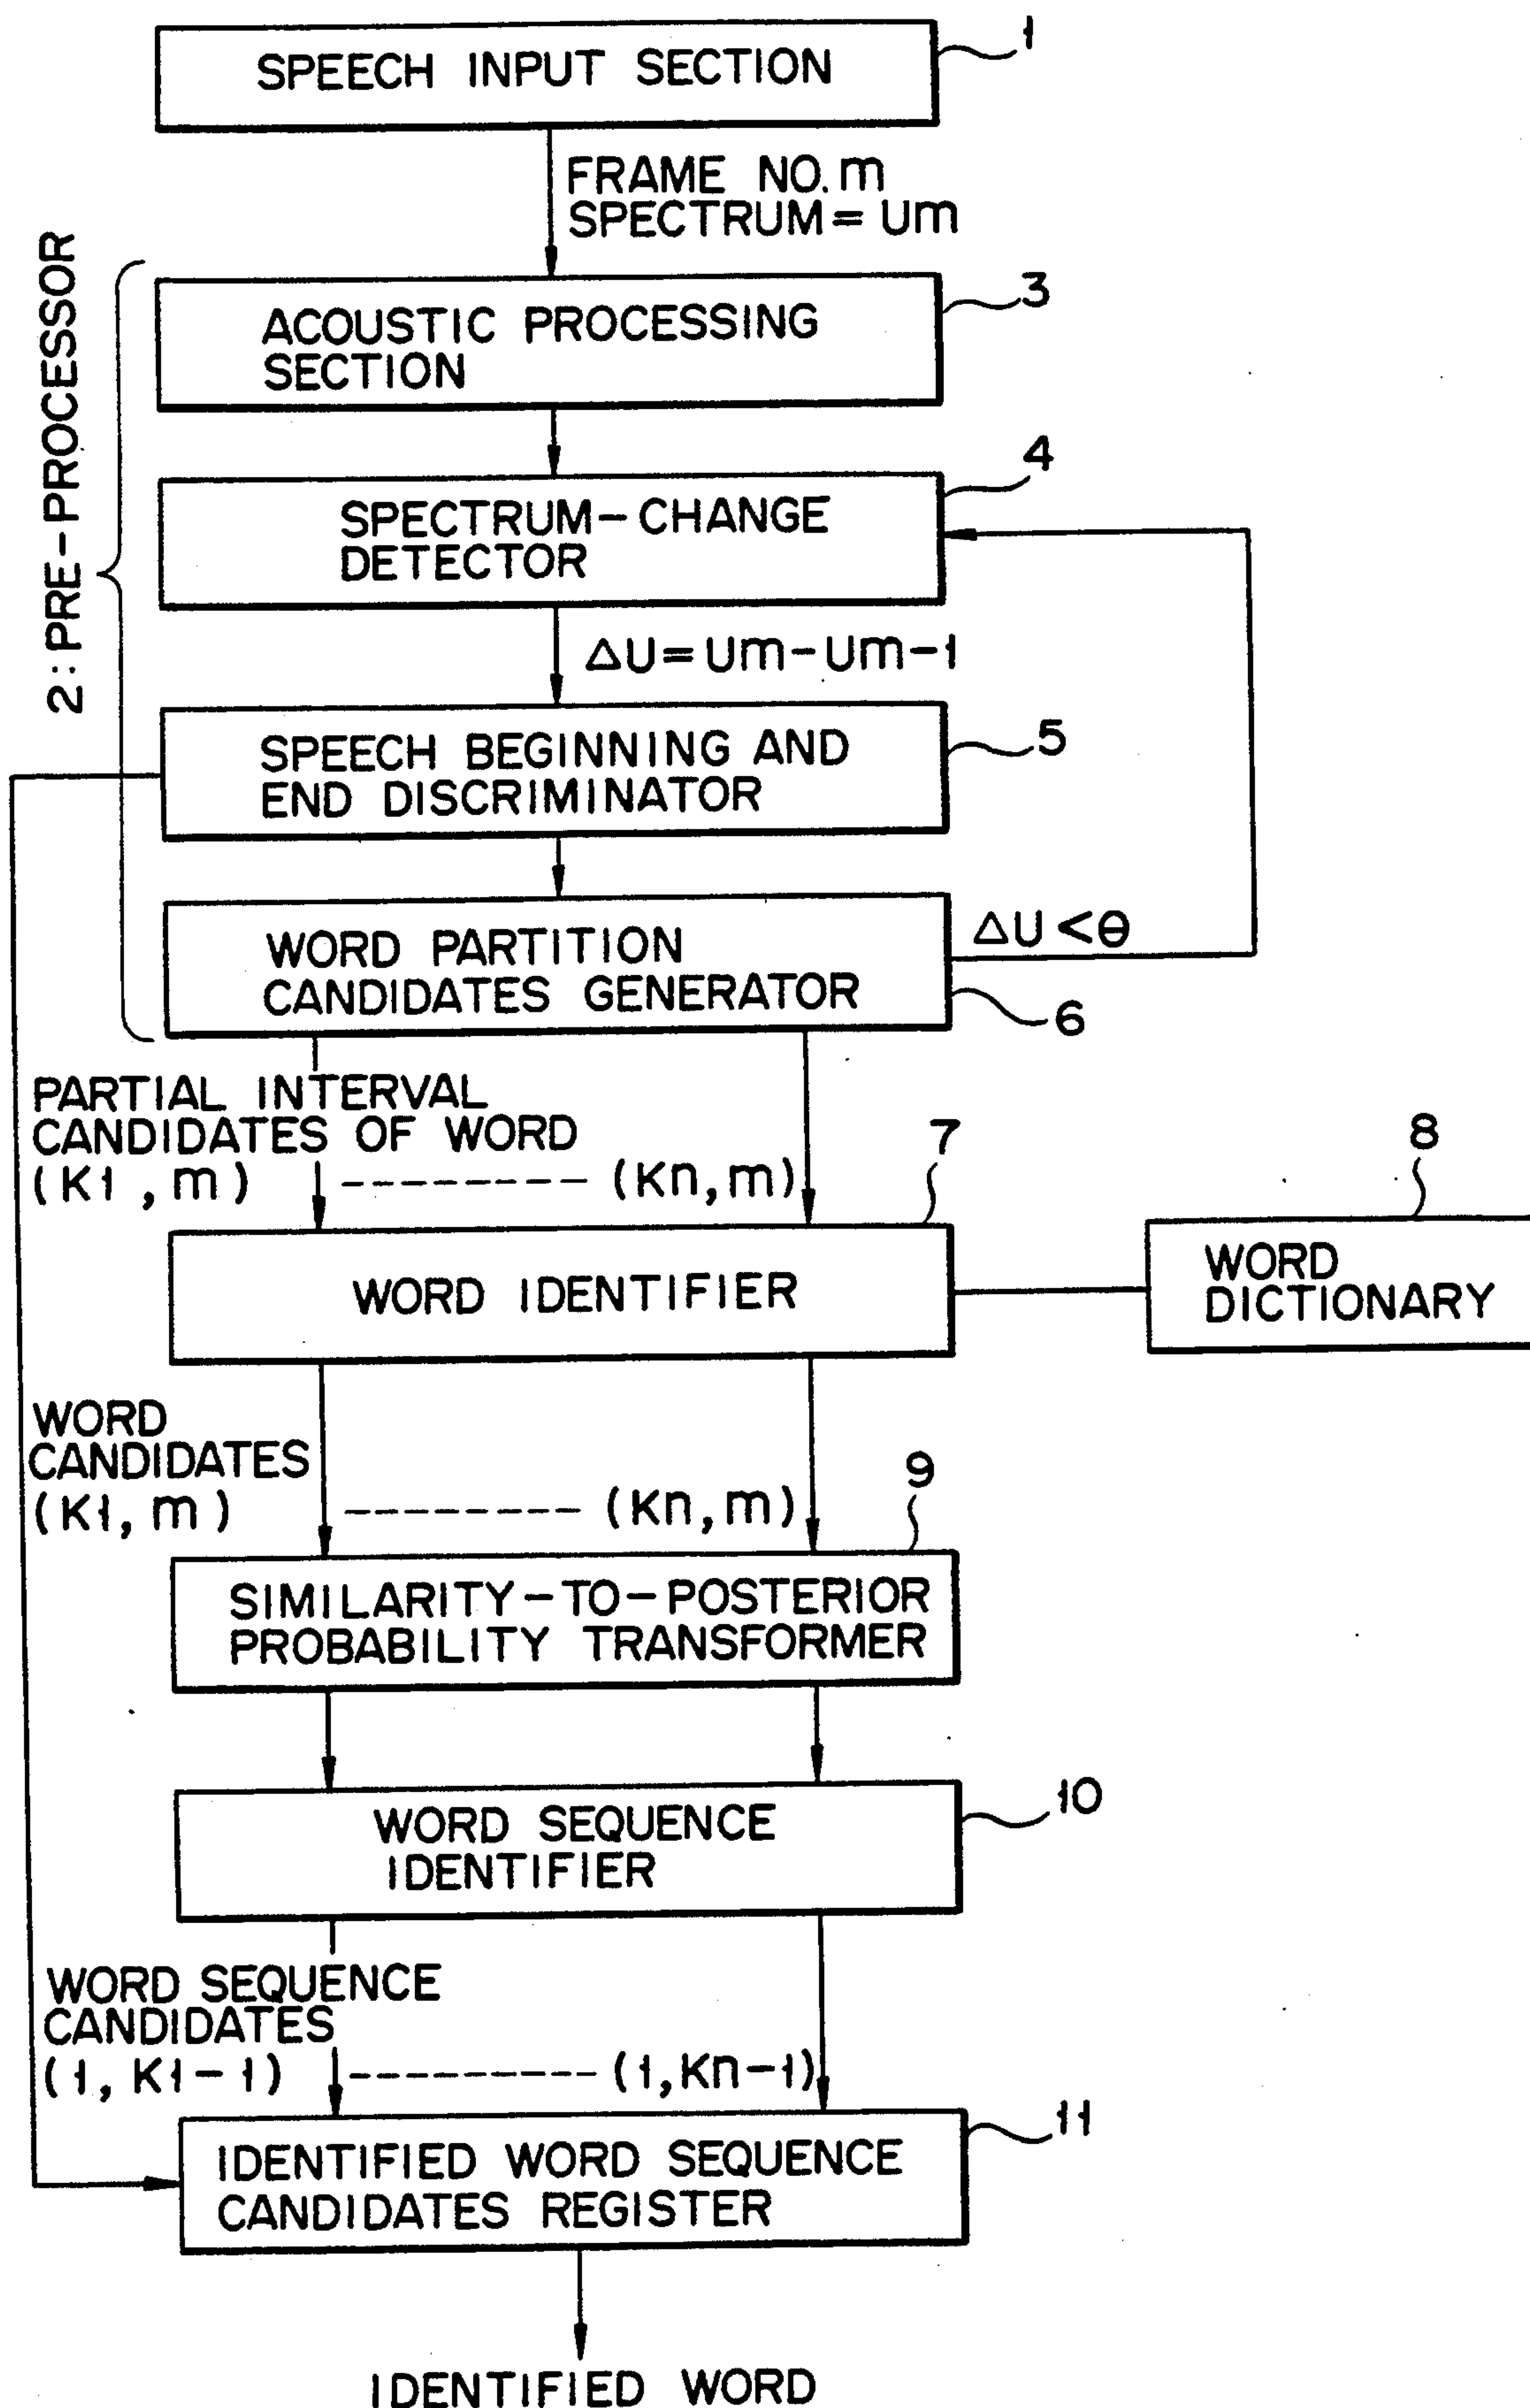 1
SPEECH INPUT SECTION
FRAME NO. m
SPECTRUM = Um
2: PRE-PROCESSOR
3
ACOUSTIC PROCESSING
SECTION
4
SPECTRUM-CHANGE
DETECTOR
ΔU = Um - Um-1
5
SPEECH BEGINNING AND
END DISCRIMINATOR
WORD PARTITION
CANDIDATES GENERATOR
ΔU < θ
6
PARTIAL INTERVAL
CANDIDATES OF WORD
(K1, m) ---------- (Kn, m)
7
8
WORD IDENTIFIER
WORD
DICTIONARY
WORD
CANDIDATES
(K1, m) ---------- (Kn, m)
9
SIMILARITY-TO-POSTERIOR
PROBABILITY TRANSFORMER
10
WORD SEQUENCE
IDENTIFIER
WORD SEQUENCE
CANDIDATES
(1, K1-1) ---------- (1, Kn-1)
11
IDENTIFIED WORD SEQUENCE
CANDIDATES REGISTER
IDENTIFIED WORD